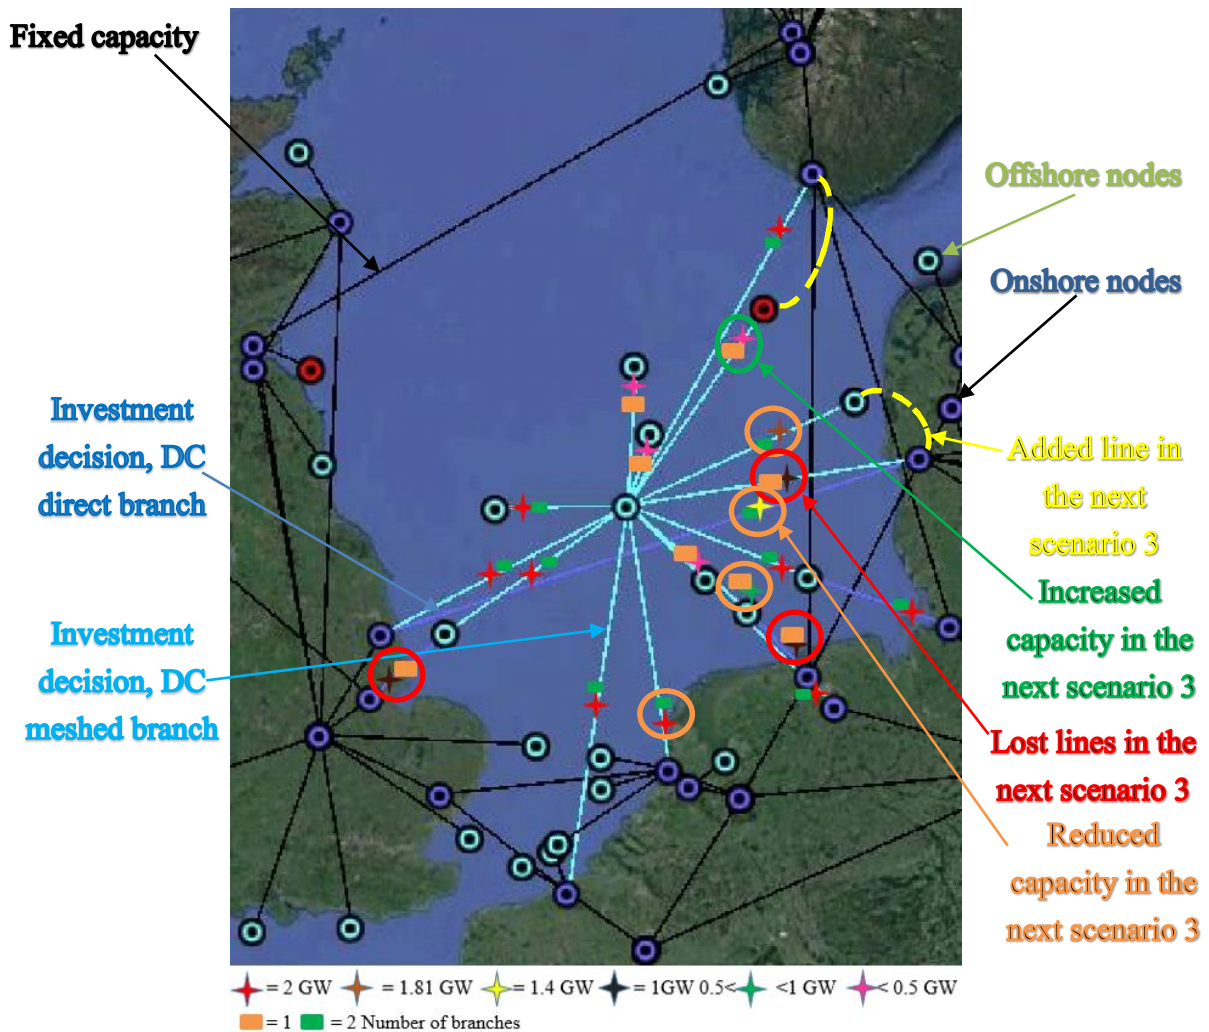 Fixed capacity
Offshore nodes
Onshore nodes
Investment
decision, DC
direct branch
Added line in
the next
scenario 3
Increased
capacity in the
next scenario 3
Investment
decision, DC
meshed branch
Lost lines in the
next scenario 3
Reduced
capacity in the
next scenario 3
= 2 GW = 1.81 GW = 1.4 GW = 1GW 0.5< <1 GW < 0.5 GW
= 1 = 2 Number of branches